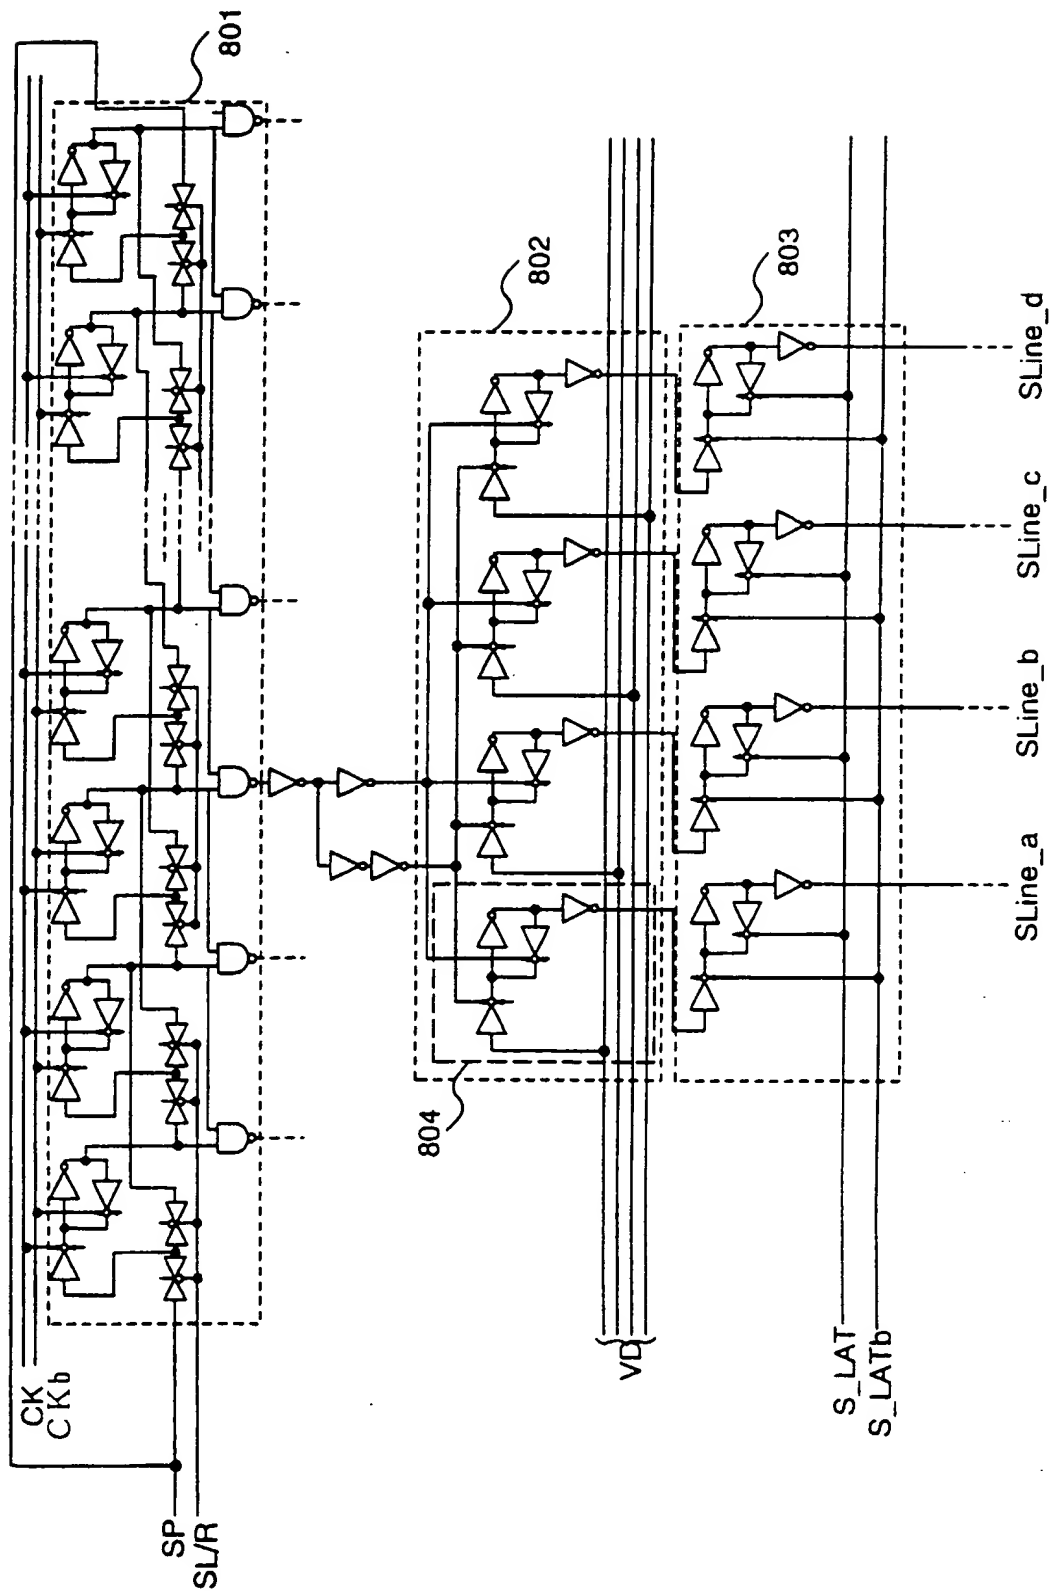 801
CK
CKb
SP
SL/R
802
804
VD
803
S_LAT
S_LATb
SLine_a
SLine_b
SLine_c
SLine_d